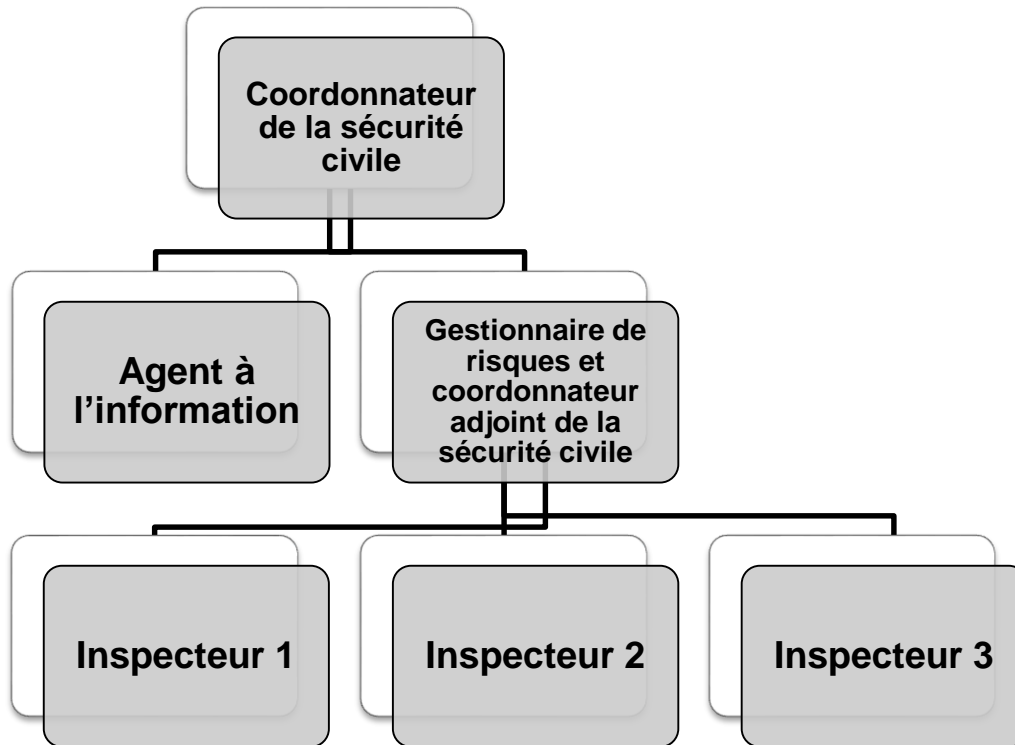 Coordonnateur
de la sécurité
civile
Agent à
l’information
Gestionnaire de
risques et
coordonnateur
adjoint de la
sécurité civile
Inspecteur 1
Inspecteur 2
Inspecteur 3